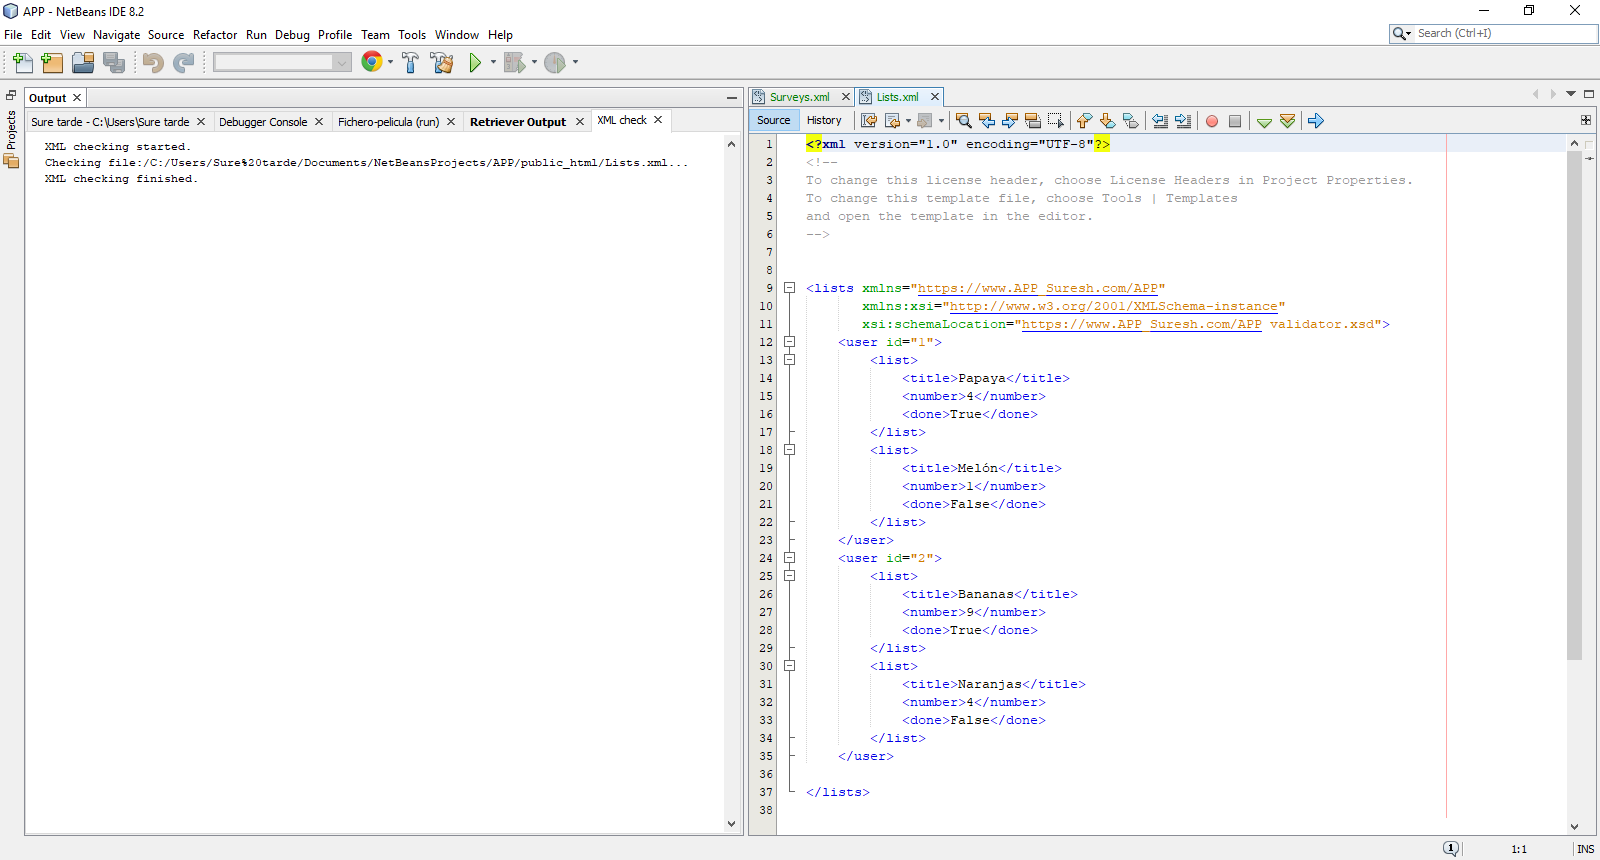 APP - NetBeans IDE 8.2
File Edit View Navigate Source Refactor Run Debug Profile Team Tools Window Help
Search (Ctrl+I)
Projects
Output
Sure tarde - C:\Users\Sure tarde Debugger Console Fichero-pelicula (run) Retriever Output XML check
XML checking started.
Checking file:/C:/Users/Sure%20tarde/Documents/NetBeansProjects/APP/public_html/Lists.xml...
XML checking finished.
Surveys.xml Lists.xml
Source History
1 <?xml version="1.0" encoding="UTF-8"?>
2 <!--
3 To change this license header, choose License Headers in Project Properties.
4 To change this template file, choose Tools | Templates
5 and open the template in the editor.
6 -->
7
8
9 <lists xmlns="https://www.APP_Suresh.com/APP"
10 xmlns:xsi="http://www.w3.org/2001/XMLSchema-instance"
11 xsi:schemaLocation="https://www.APP_Suresh.com/APP validator.xsd">
12 <user id="1">
13 <list>
14 <title>Papaya</title>
15 <number>4</number>
16 <done>True</done>
17 </list>
18 <list>
19 <title>Melón</title>
20 <number>1</number>
21 <done>False</done>
22 </list>
23 </user>
24 <user id="2">
25 <list>
26 <title>Bananas</title>
27 <number>9</number>
28 <done>True</done>
29 </list>
30 <list>
31 <title>Naranjas</title>
32 <number>4</number>
33 <done>False</done>
34 </list>
35 </user>
36
37 </lists>
38
1 1:1 INS